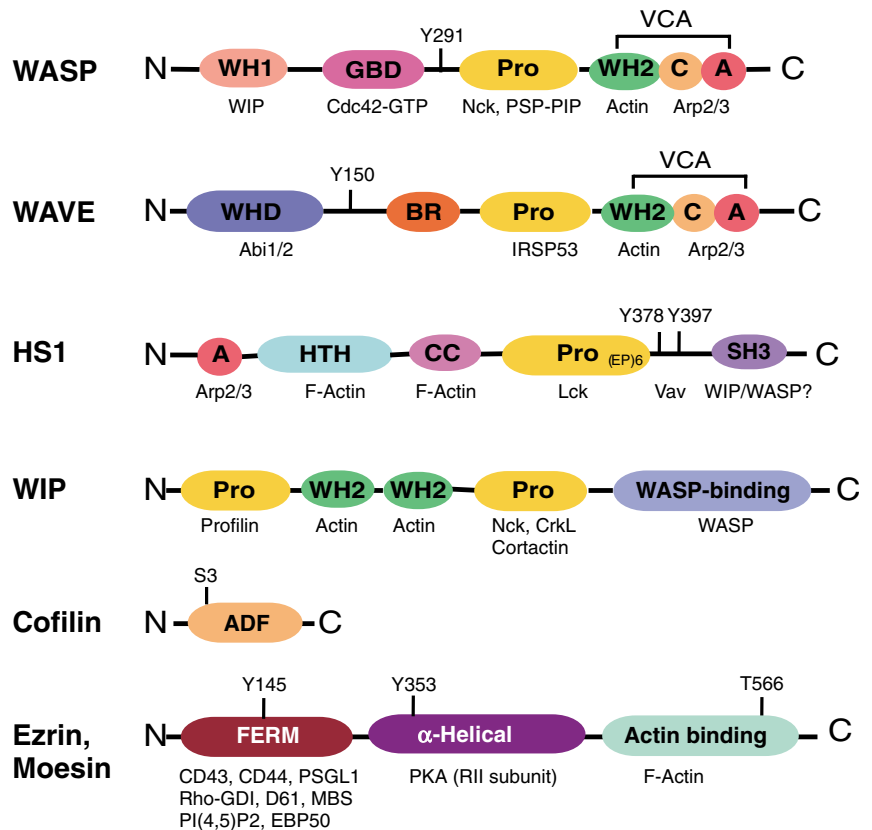 VCA
Y291
WASP N WH1 GBD Pro WH2 C A C
WIP Cdc42-GTP Nck, PSP-PIP Actin Arp2/3
VCA
Y150
WAVE N WHD BR Pro WH2 C A C
Abi1/2 IRSP53 Actin Arp2/3
Y378 Y397
HS1 N A HTH CC Pro (EP)6 SH3 C
Arp2/3 F-Actin F-Actin Lck Vav WIP/WASP?
WIP N Pro WH2 WH2 Pro WASP-binding C
Profilin Actin Actin Nck, CrkL WASP
Cortactin
S3
Cofilin N ADF C
Y145 Y353 T566
Ezrin, N FERM α-Helical Actin binding C
Moesin
CD43, CD44, PSGL1 PKA (RII subunit) F-Actin
Rho-GDI, D61, MBS
PI(4,5)P2, EBP50